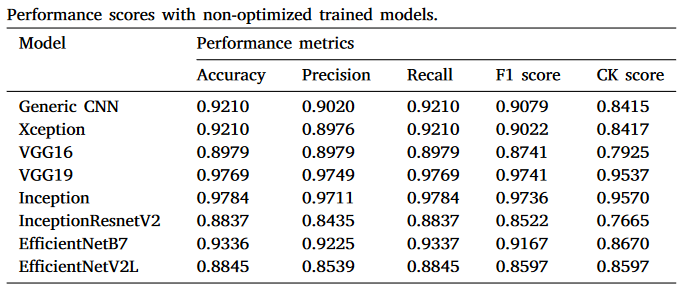 Performance scores with non-optimized trained models.
Model Performance metrics
Accuracy Precision Recall F1 score CK score
Generic CNN 0.9210 0.9020 0.9210 0.9079 0.8415
Xception 0.9210 0.8976 0.9210 0.9022 0.8417
VGG16 0.8979 0.8979 0.8979 0.8741 0.7925
VGG19 0.9769 0.9749 0.9769 0.9741 0.9537
Inception 0.9784 0.9711 0.9784 0.9736 0.9570
InceptionResnetV2 0.8837 0.8435 0.8837 0.8522 0.7665
EfficientNetB7 0.9336 0.9225 0.9337 0.9167 0.8670
EfficientNetV2L 0.8845 0.8539 0.8845 0.8597 0.8597